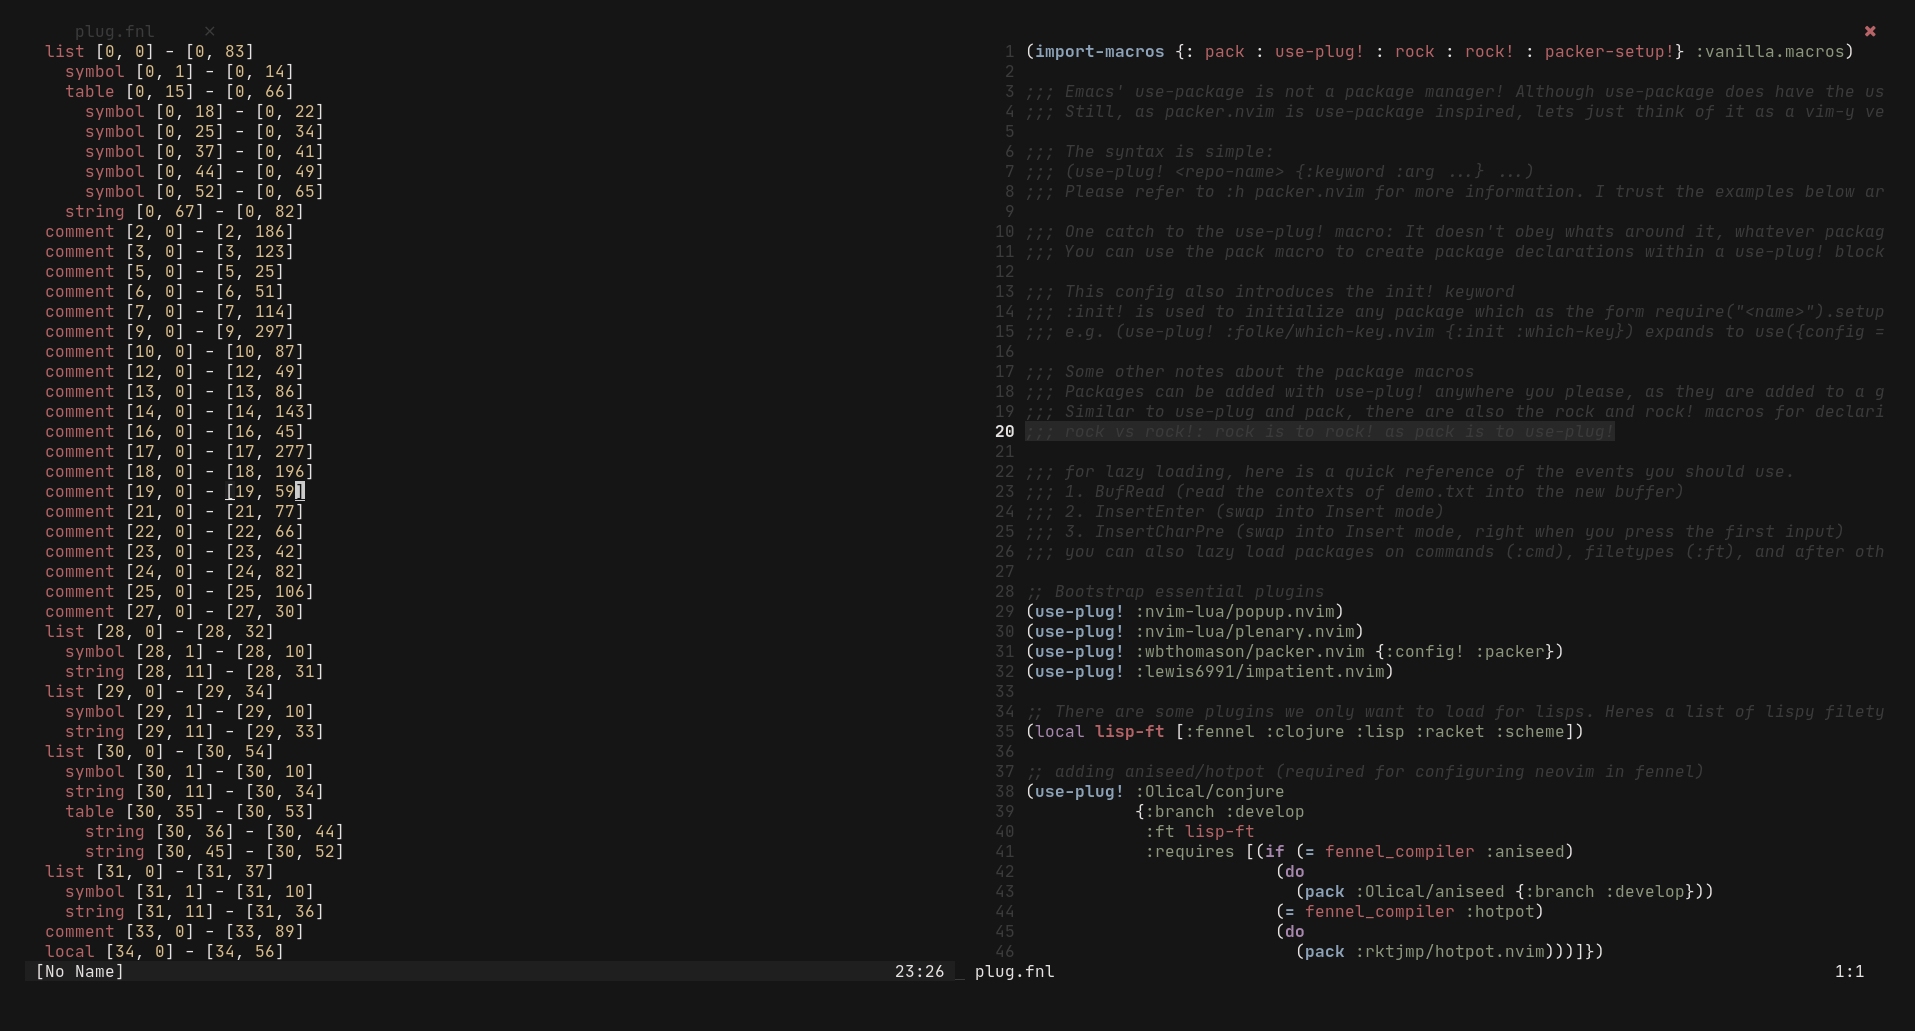 plug.fnl ×
✖
list [0, 0] - [0, 83]
symbol [0, 1] - [0, 14]
table [0, 15] - [0, 66]
symbol [0, 18] - [0, 22]
symbol [0, 25] - [0, 34]
symbol [0, 37] - [0, 41]
symbol [0, 44] - [0, 49]
symbol [0, 52] - [0, 65]
string [0, 67] - [0, 82]
comment [2, 0] - [2, 186]
comment [3, 0] - [3, 123]
comment [5, 0] - [5, 25]
comment [6, 0] - [6, 51]
comment [7, 0] - [7, 114]
comment [9, 0] - [9, 297]
comment [10, 0] - [10, 87]
comment [12, 0] - [12, 49]
comment [13, 0] - [13, 86]
comment [14, 0] - [14, 143]
comment [16, 0] - [16, 45]
comment [17, 0] - [17, 277]
comment [18, 0] - [18, 196]
comment [19, 0] - [19, 59]
comment [21, 0] - [21, 77]
comment [22, 0] - [22, 66]
comment [23, 0] - [23, 42]
comment [24, 0] - [24, 82]
comment [25, 0] - [25, 106]
comment [27, 0] - [27, 30]
list [28, 0] - [28, 32]
symbol [28, 1] - [28, 10]
string [28, 11] - [28, 31]
list [29, 0] - [29, 34]
symbol [29, 1] - [29, 10]
string [29, 11] - [29, 33]
list [30, 0] - [30, 54]
symbol [30, 1] - [30, 10]
string [30, 11] - [30, 34]
table [30, 35] - [30, 53]
string [30, 36] - [30, 44]
string [30, 45] - [30, 52]
list [31, 0] - [31, 37]
symbol [31, 1] - [31, 10]
string [31, 11] - [31, 36]
comment [33, 0] - [33, 89]
local [34, 0] - [34, 56]
[No Name] 23:26
1 (import-macros {: pack : use-plug! : rock : rock! : packer-setup!} :vanilla.macros)
2
3 ;;; Emacs' use-package is not a package manager! Although use-package does have the us
4 ;;; Still, as packer.nvim is use-package inspired, lets just think of it as a vim-y ve
5
6 ;;; The syntax is simple:
7 ;;; (use-plug! <repo-name> {:keyword :arg ...} ...)
8 ;;; Please refer to :h packer.nvim for more information. I trust the examples below ar
9
10 ;;; One catch to the use-plug! macro: It doesn't obey whats around it, whatever packag
11 ;;; You can use the pack macro to create package declarations within a use-plug! block
12
13 ;;; This config also introduces the init! keyword
14 ;;; :init! is used to initialize any package which as the form require("<name>").setup
15 ;;; e.g. (use-plug! :folke/which-key.nvim {:init :which-key}) expands to use({config =
16
17 ;;; Some other notes about the package macros
18 ;;; Packages can be added with use-plug! anywhere you please, as they are added to a g
19 ;;; Similar to use-plug and pack, there are also the rock and rock! macros for declari
20 ;;; rock vs rock!: rock is to rock! as pack is to use-plug!
21
22 ;;; for lazy loading, here is a quick reference of the events you should use.
23 ;;; 1. BufRead (read the contexts of demo.txt into the new buffer)
24 ;;; 2. InsertEnter (swap into Insert mode)
25 ;;; 3. InsertCharPre (swap into Insert mode, right when you press the first input)
26 ;;; you can also lazy load packages on commands (:cmd), filetypes (:ft), and after oth
27
28 ;; Bootstrap essential plugins
29 (use-plug! :nvim-lua/popup.nvim)
30 (use-plug! :nvim-lua/plenary.nvim)
31 (use-plug! :wbthomason/packer.nvim {:config! :packer})
32 (use-plug! :lewis6991/impatient.nvim)
33
34 ;; There are some plugins we only want to load for lisps. Heres a list of lispy filety
35 (local lisp-ft [:fennel :clojure :lisp :racket :scheme])
36
37 ;; adding aniseed/hotpot (required for configuring neovim in fennel)
38 (use-plug! :Olical/conjure
39 {:branch :develop
40 :ft lisp-ft
41 :requires [(if (= fennel_compiler :aniseed)
42 (do
43 (pack :Olical/aniseed {:branch :develop}))
44 (= fennel_compiler :hotpot)
45 (do
46 (pack :rktjmp/hotpot.nvim)))]})
plug.fnl 1:1